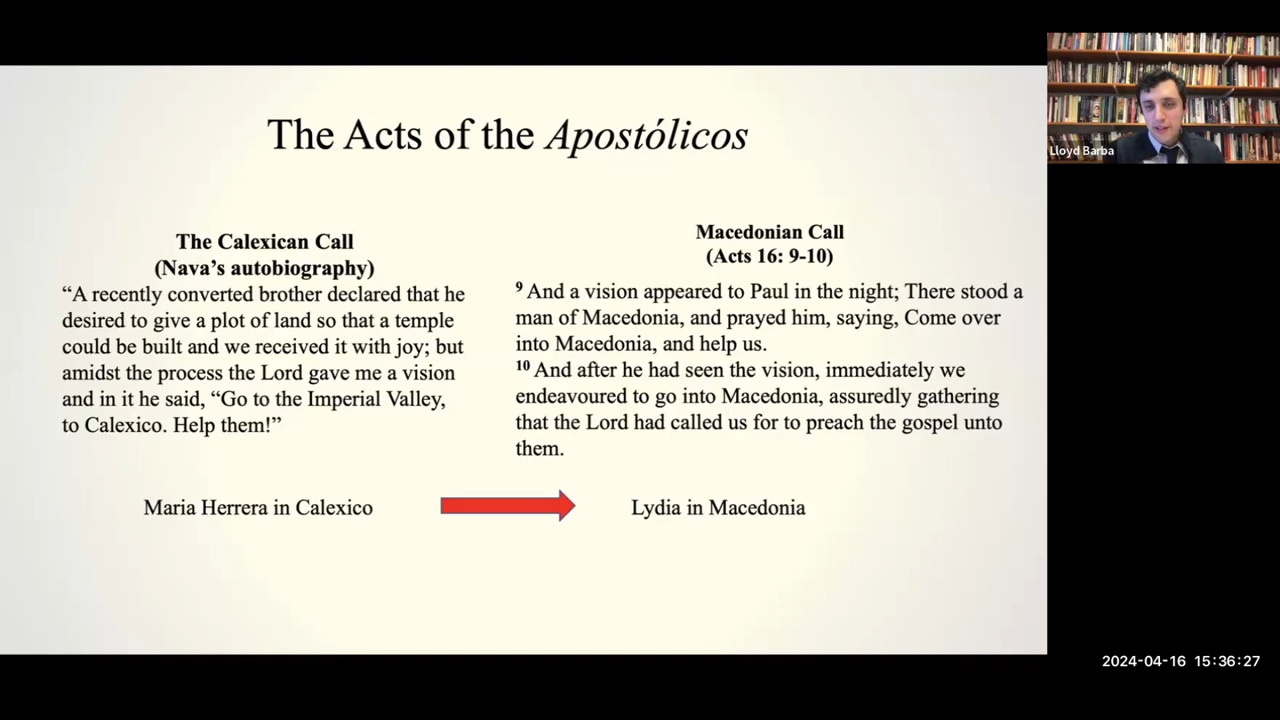 The Acts of the Apostólicos
The Calexican Call
(Nava’s autobiography)
“A recently converted brother declared that he
desired to give a plot of land so that a temple
could be built and we received it with joy; but
amidst the process the Lord gave me a vision
and in it he said, “Go to the Imperial Valley,
to Calexico. Help them!”
Macedonian Call
(Acts 16: 9-10)
9 And a vision appeared to Paul in the night; There stood a
man of Macedonia, and prayed him, saying, Come over
into Macedonia, and help us.
10 And after he had seen the vision, immediately we
endeavoured to go into Macedonia, assuredly gathering
that the Lord had called us for to preach the gospel unto
them.
Maria Herrera in Calexico
Lydia in Macedonia
Lloyd Barba
2024-04-16 15:36:27